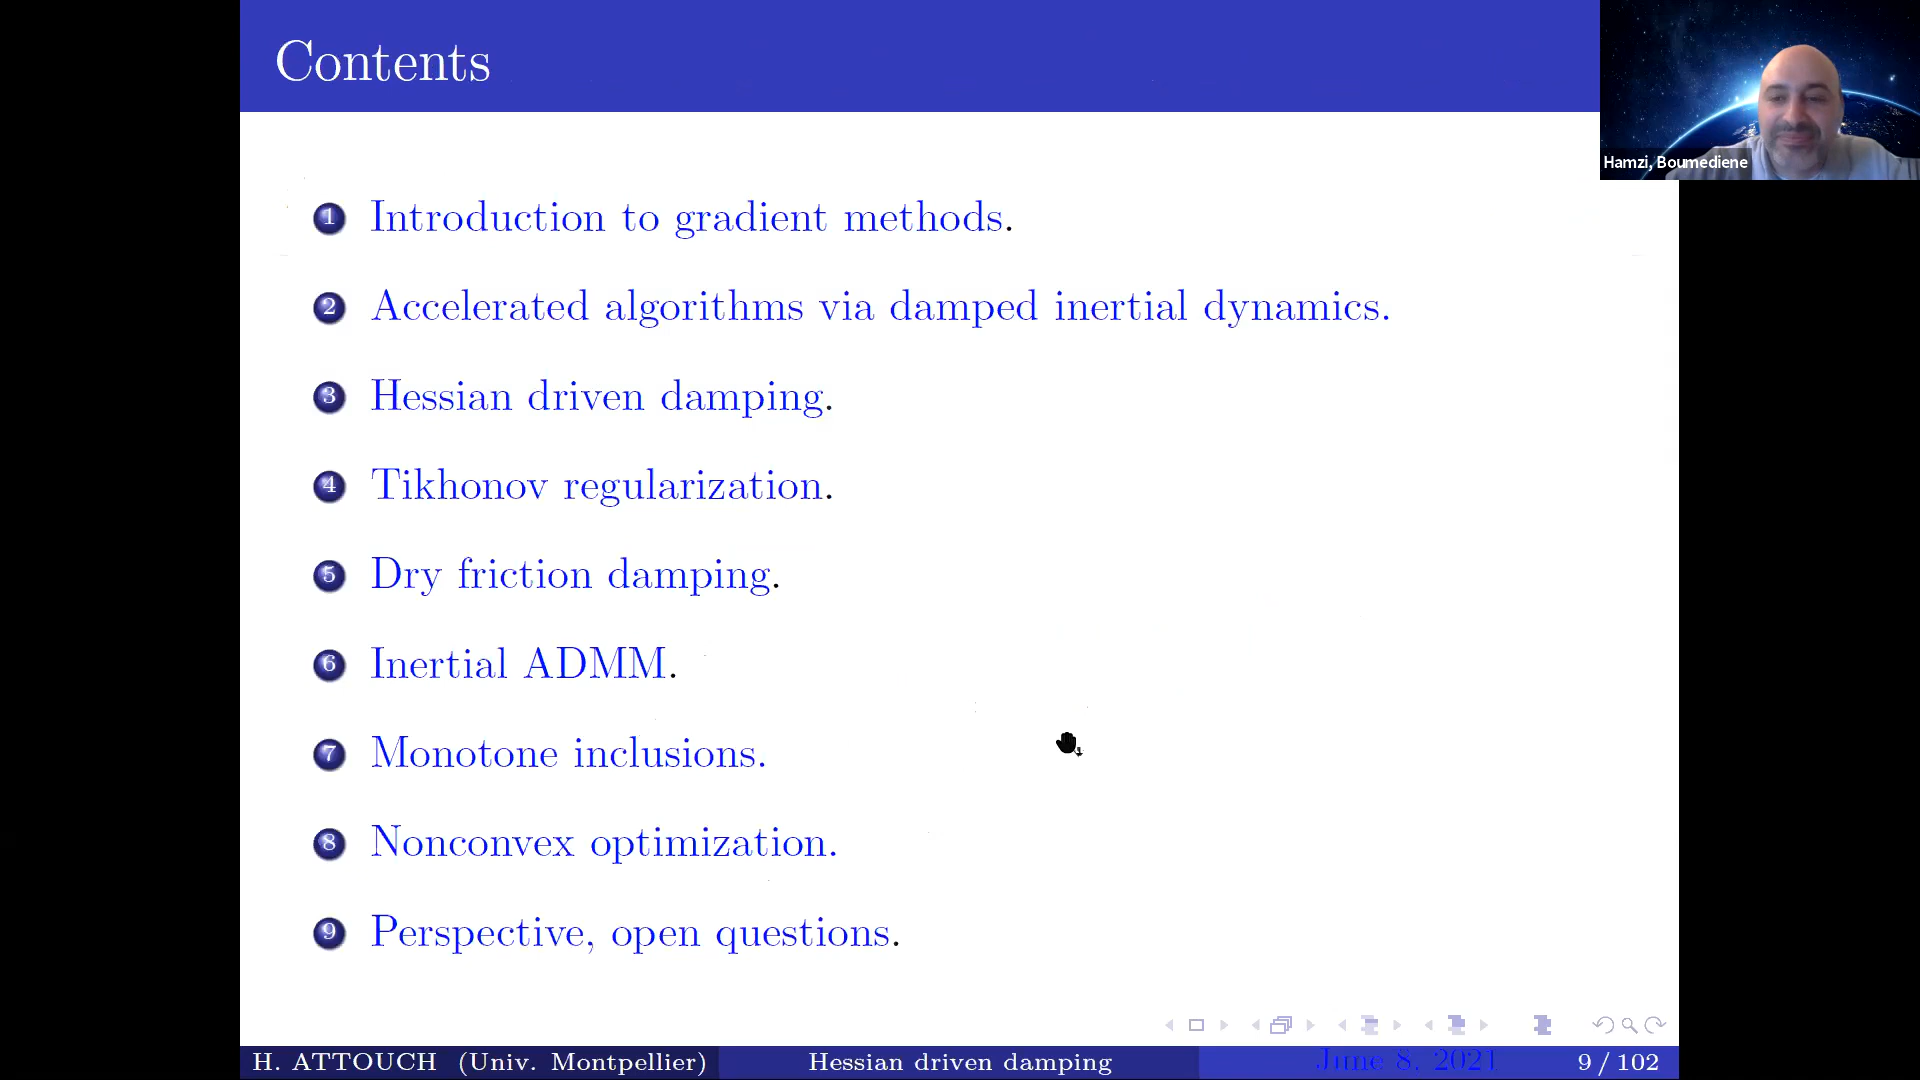 Contents
Hamzi, Boumediene
1 Introduction to gradient methods.
2 Accelerated algorithms via damped inertial dynamics.
3 Hessian driven damping.
4 Tikhonov regularization.
5 Dry friction damping.
6 Inertial ADMM.
7 Monotone inclusions.
8 Nonconvex optimization.
9 Perspective, open questions.
H. ATTOUCH (Univ. Montpellier) Hessian driven damping June 8, 2021 9 / 102